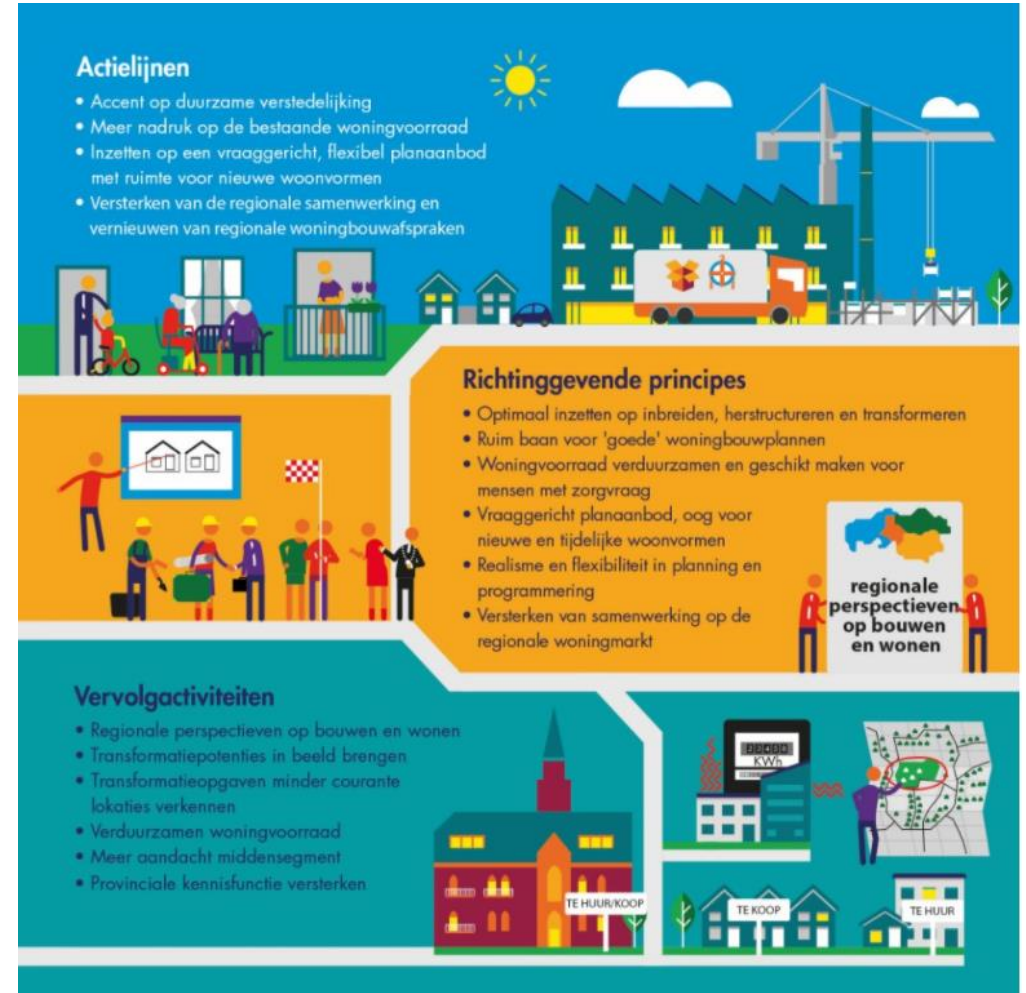 Actielijnen
• Accent op duurzame verstedelijking
• Meer nadruk op de bestaande woningvoorraad
• Inzetten op een vraaggericht, flexibel planaanbod
met ruimte voor nieuwe woonvormen
• Versterken van de regionale samenwerking en
vernieuwen van regionale woningbouwafspraken
Richtinggevende principes
• Optimaal inzetten op inbreiden, herstructureren en transformeren
• Ruim baan voor 'goede' woningbouwplannen
• Woningvoorraad verduurzamen en geschikt maken voor
mensen met zorgvraag
• Vraaggericht planaanbod, oog voor
nieuwe en tijdelijke woonvormen
• Realisme en flexibiliteit in planning en
programmering
• Versterken van samenwerking op de
regionale woningmarkt
regionale
perspectieven
op bouwen
en wonen
Vervolgactiviteiten
• Regionale perspectieven op bouwen en wonen
• Transformatiepotenties in beeld brengen
• Transformatieopgaven minder courante
lokaties verkennen
• Verduurzamen woningvoorraad
• Meer aandacht middensegment
• Provinciale kennisfunctie versterken
KWh
TE HUUR/KOOP
TE KOOP
TE HUUR